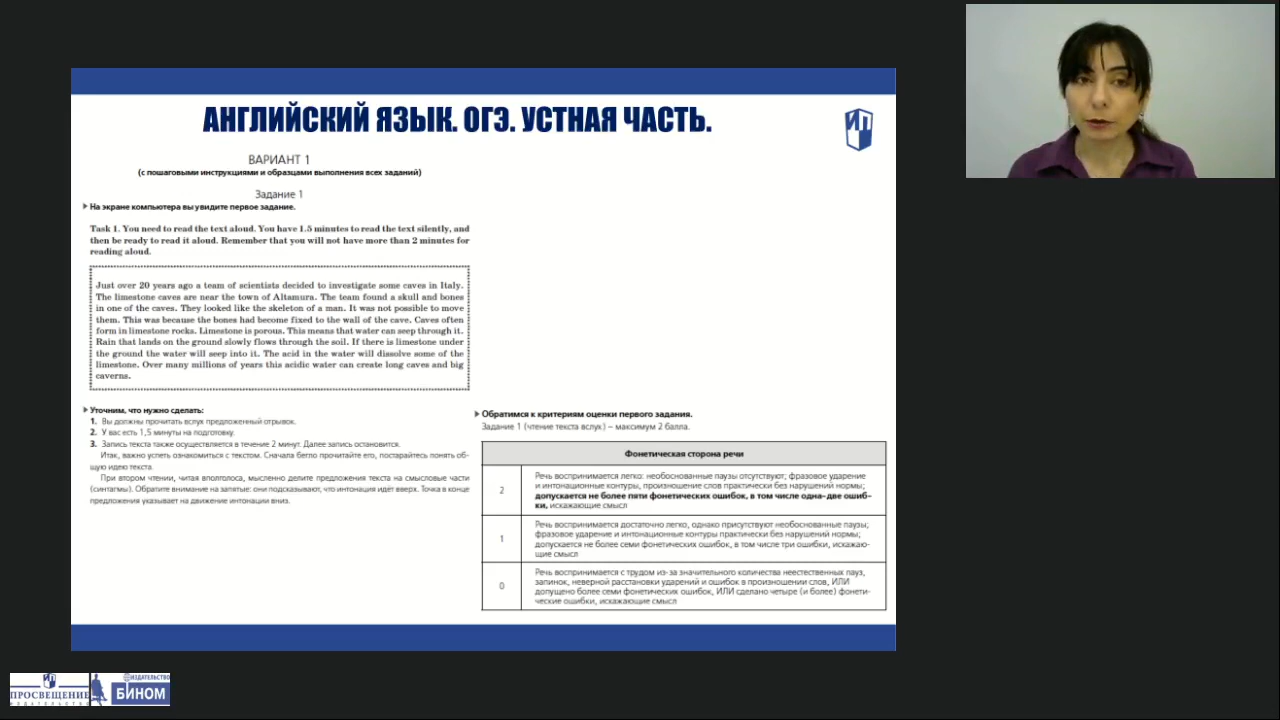 АНГЛИЙСКИЙ ЯЗЫК. ОГЭ. УСТНАЯ ЧАСТЬ.
ИП
ВАРИАНТ 1
(с пошаговыми инструкциями и образцами выполнения всех заданий)
Задание 1
На экране компьютера вы увидите первое задание.
Task 1. You need to read the text aloud. You have 1.5 minutes to read the text silently, and
then be ready to read it aloud. Remember that you will not have more than 2 minutes for
reading aloud.
Just over 20 years ago a team of scientists decided to investigate some caves in Italy.
The limestone caves are near the town of Altamura. The team found a skull and bones
in one of the caves. They looked like the skeleton of a man. It was not possible to move
them. This was because the bones had become fixed to the wall of the cave. Caves often
form in limestone rocks. Limestone is porous. This means that water can seep through it.
Rain that lands on the ground slowly flows through the soil. If there is limestone under
the ground the water will seep into it. The acid in the water will dissolve some of the
limestone. Over many millions of years this acidic water can create long caves and big
caverns.
Уточним, что нужно сделать:
1. Вы должны прочитать вслух предложенный отрывок.
2. У вас есть 1,5 минуты на подготовку.
3. Запись текста также осуществляется в течение 2 минут. Далее запись остановится.
Итак, важно успеть ознакомиться с текстом. Сначала бегло прочитайте его, постарайтесь понять об-
щую идею текста.
При втором чтении, читая вполголоса, мысленно делите предложения текста на смысловые части
(синтагмы). Обратите внимание на запятые: они подсказывают, что интонация идёт вверх. Точка в конце
предложения указывает на движение интонации вниз.
Обратимся к критериям оценки первого задания.
Задание 1 (чтение текста вслух) – максимум 2 балла.
Фонетическая сторона речи
2
Речь воспринимается легко: необоснованные паузы отсутствуют; фразовое ударение
и интонационные контуры, произношение слов практически без нарушений нормы;
допускается не более пяти фонетических ошибок, в том числе одна–две ошиб-
ки, искажающие смысл
1
Речь воспринимается достаточно легко, однако присутствуют необоснованные паузы;
фразовое ударение и интонационные контуры практически без нарушений нормы;
допускается не более семи фонетических ошибок, в том числе три ошибки, искажаю-
щие смысл
0
Речь воспринимается с трудом из-за значительного количества неестественных пауз,
запинок, неверной расстановки ударений и ошибок в произношении слов, ИЛИ
допущено более семи фонетических ошибок, ИЛИ сделано четыре (и более) фонети-
ческие ошибки, искажающие смысл
ИП
ПРОСВЕЩЕНИЕ
ИЗДАТЕЛЬСТВО
ИЗДАТЕЛЬСТВО
БИНОМ